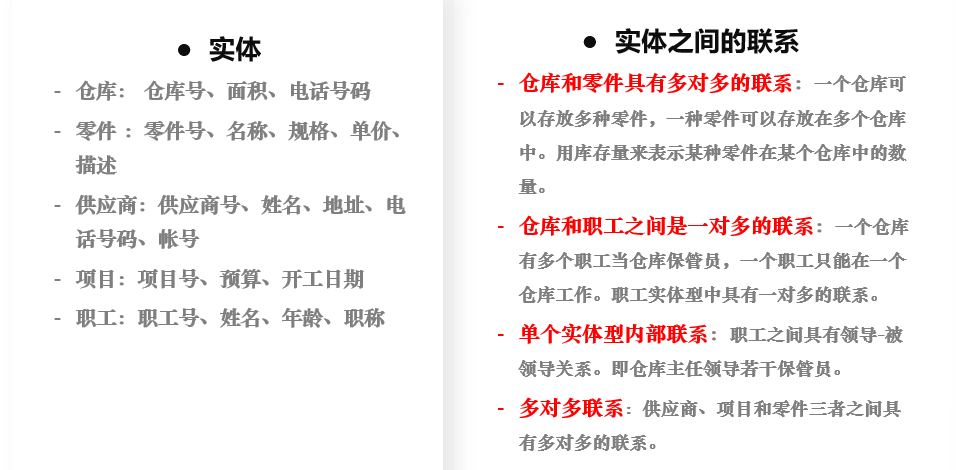 ● 实体
- 仓库： 仓库号、面积、电话号码
- 零件 ：零件号、名称、规格、单价、
描述
- 供应商：供应商号、姓名、地址、电
话号码、帐号
- 项目：项目号、预算、开工日期
- 职工：职工号、姓名、年龄、职称
● 实体之间的联系
- 仓库和零件具有多对多的联系：一个仓库可
以存放多种零件，一种零件可以存放在多个仓库
中。用库存量来表示某种零件在某个仓库中的数
量。
- 仓库和职工之间是一对多的联系：一个仓库
有多个职工当仓库保管员，一个职工只能在一个
仓库工作。职工实体型中具有一对多的联系。
- 单个实体型内部联系：职工之间具有领导-被
领导关系。即仓库主任领导若干保管员。
- 多对多联系：供应商、项目和零件三者之间具
有多对多的联系。